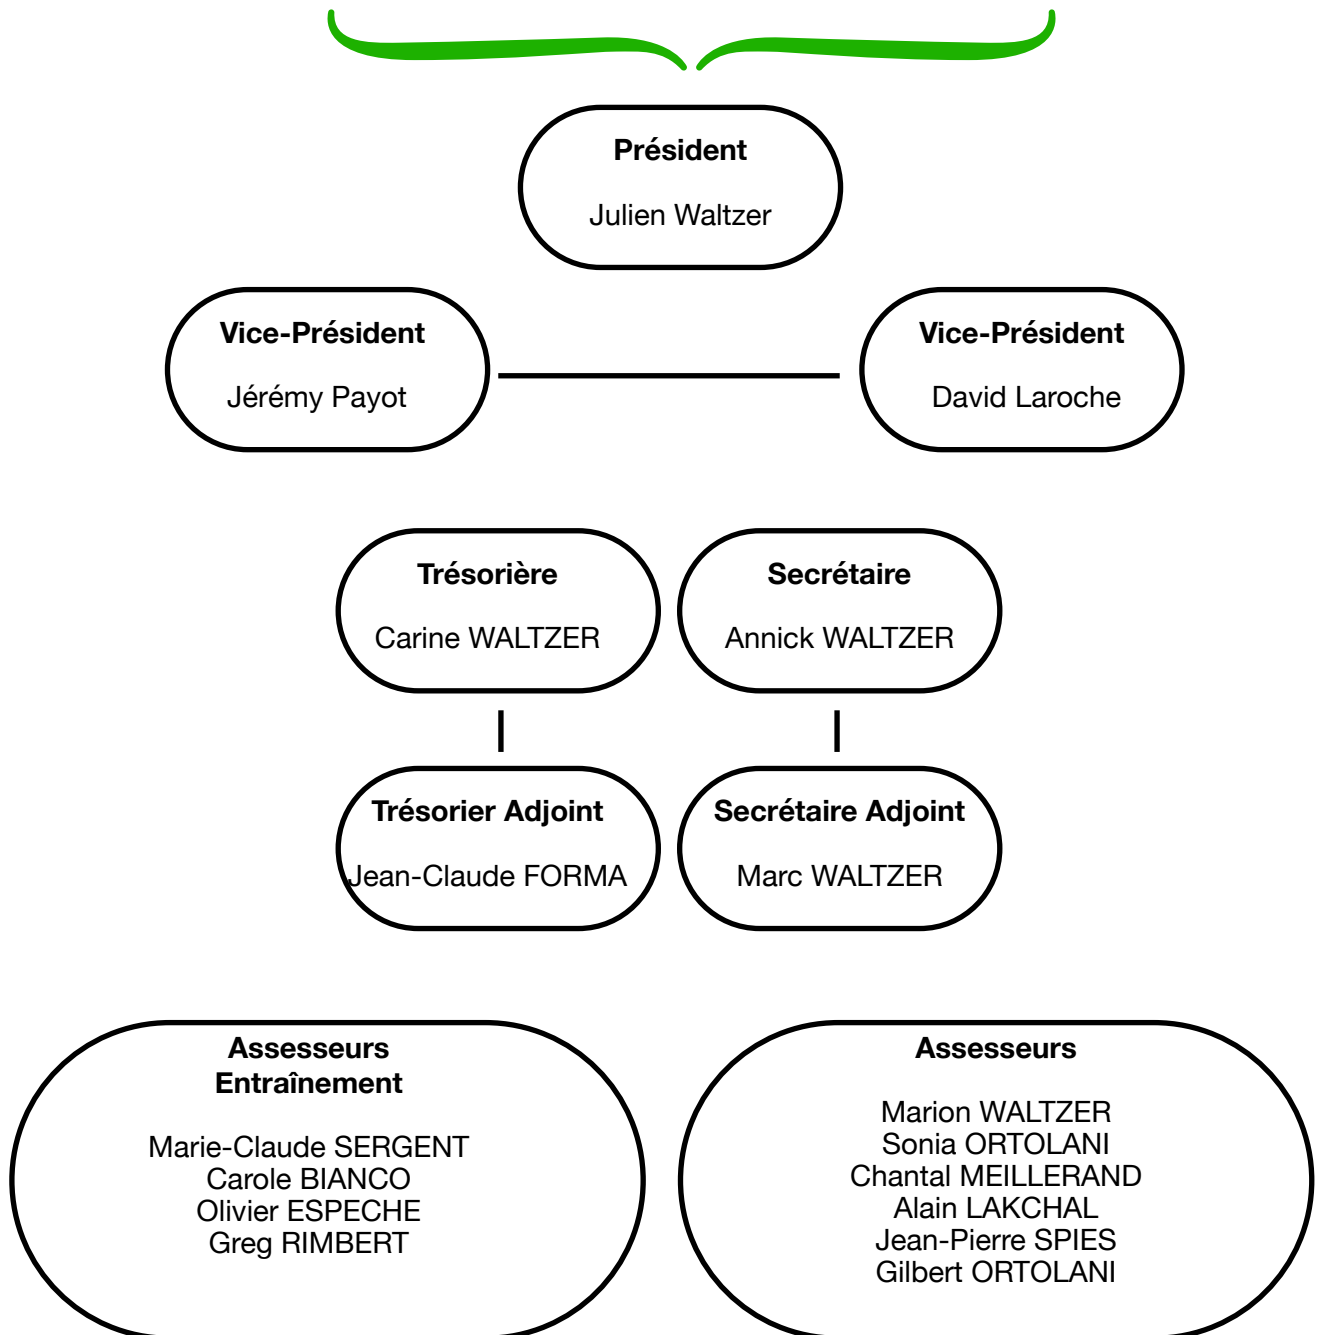 Président
Julien Waltzer
Vice-Président
Jérémy Payot
Vice-Président
David Laroche
Trésorière
Carine WALTZER
Secrétaire
Annick WALTZER
Trésorier Adjoint
Jean-Claude FORMA
Secrétaire Adjoint
Marc WALTZER
Assesseurs
Entraînement
Marie-Claude SERGENT
Carole BIANCO
Olivier ESPECHE
Greg RIMBERT
Assesseurs
Marion WALTZER
Sonia ORTOLANI
Chantal MEILLERAND
Alain LAKCHAL
Jean-Pierre SPIES
Gilbert ORTOLANI